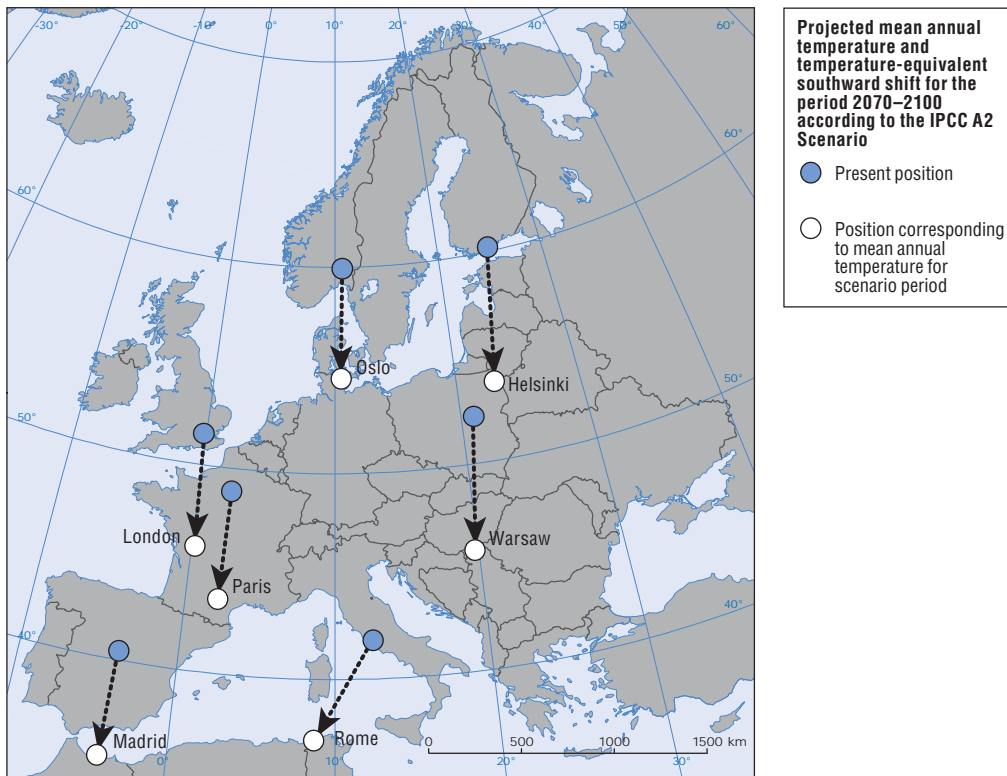 -30° -20° -10° 0° 10° 20° 30° 40° 50°
60°
70°
60°
60°
50°
50°
40°
40°
Oslo
Helsinki
London
Paris
Warsaw
Madrid
Rome
0 500 1000 1500 km
0° 10° 20° 30°
Projected mean annual
temperature and
temperature-equivalent
southward shift for the
period 2070–2100
according to the IPCC A2
Scenario
Present position
Position corresponding
to mean annual
temperature for
scenario period